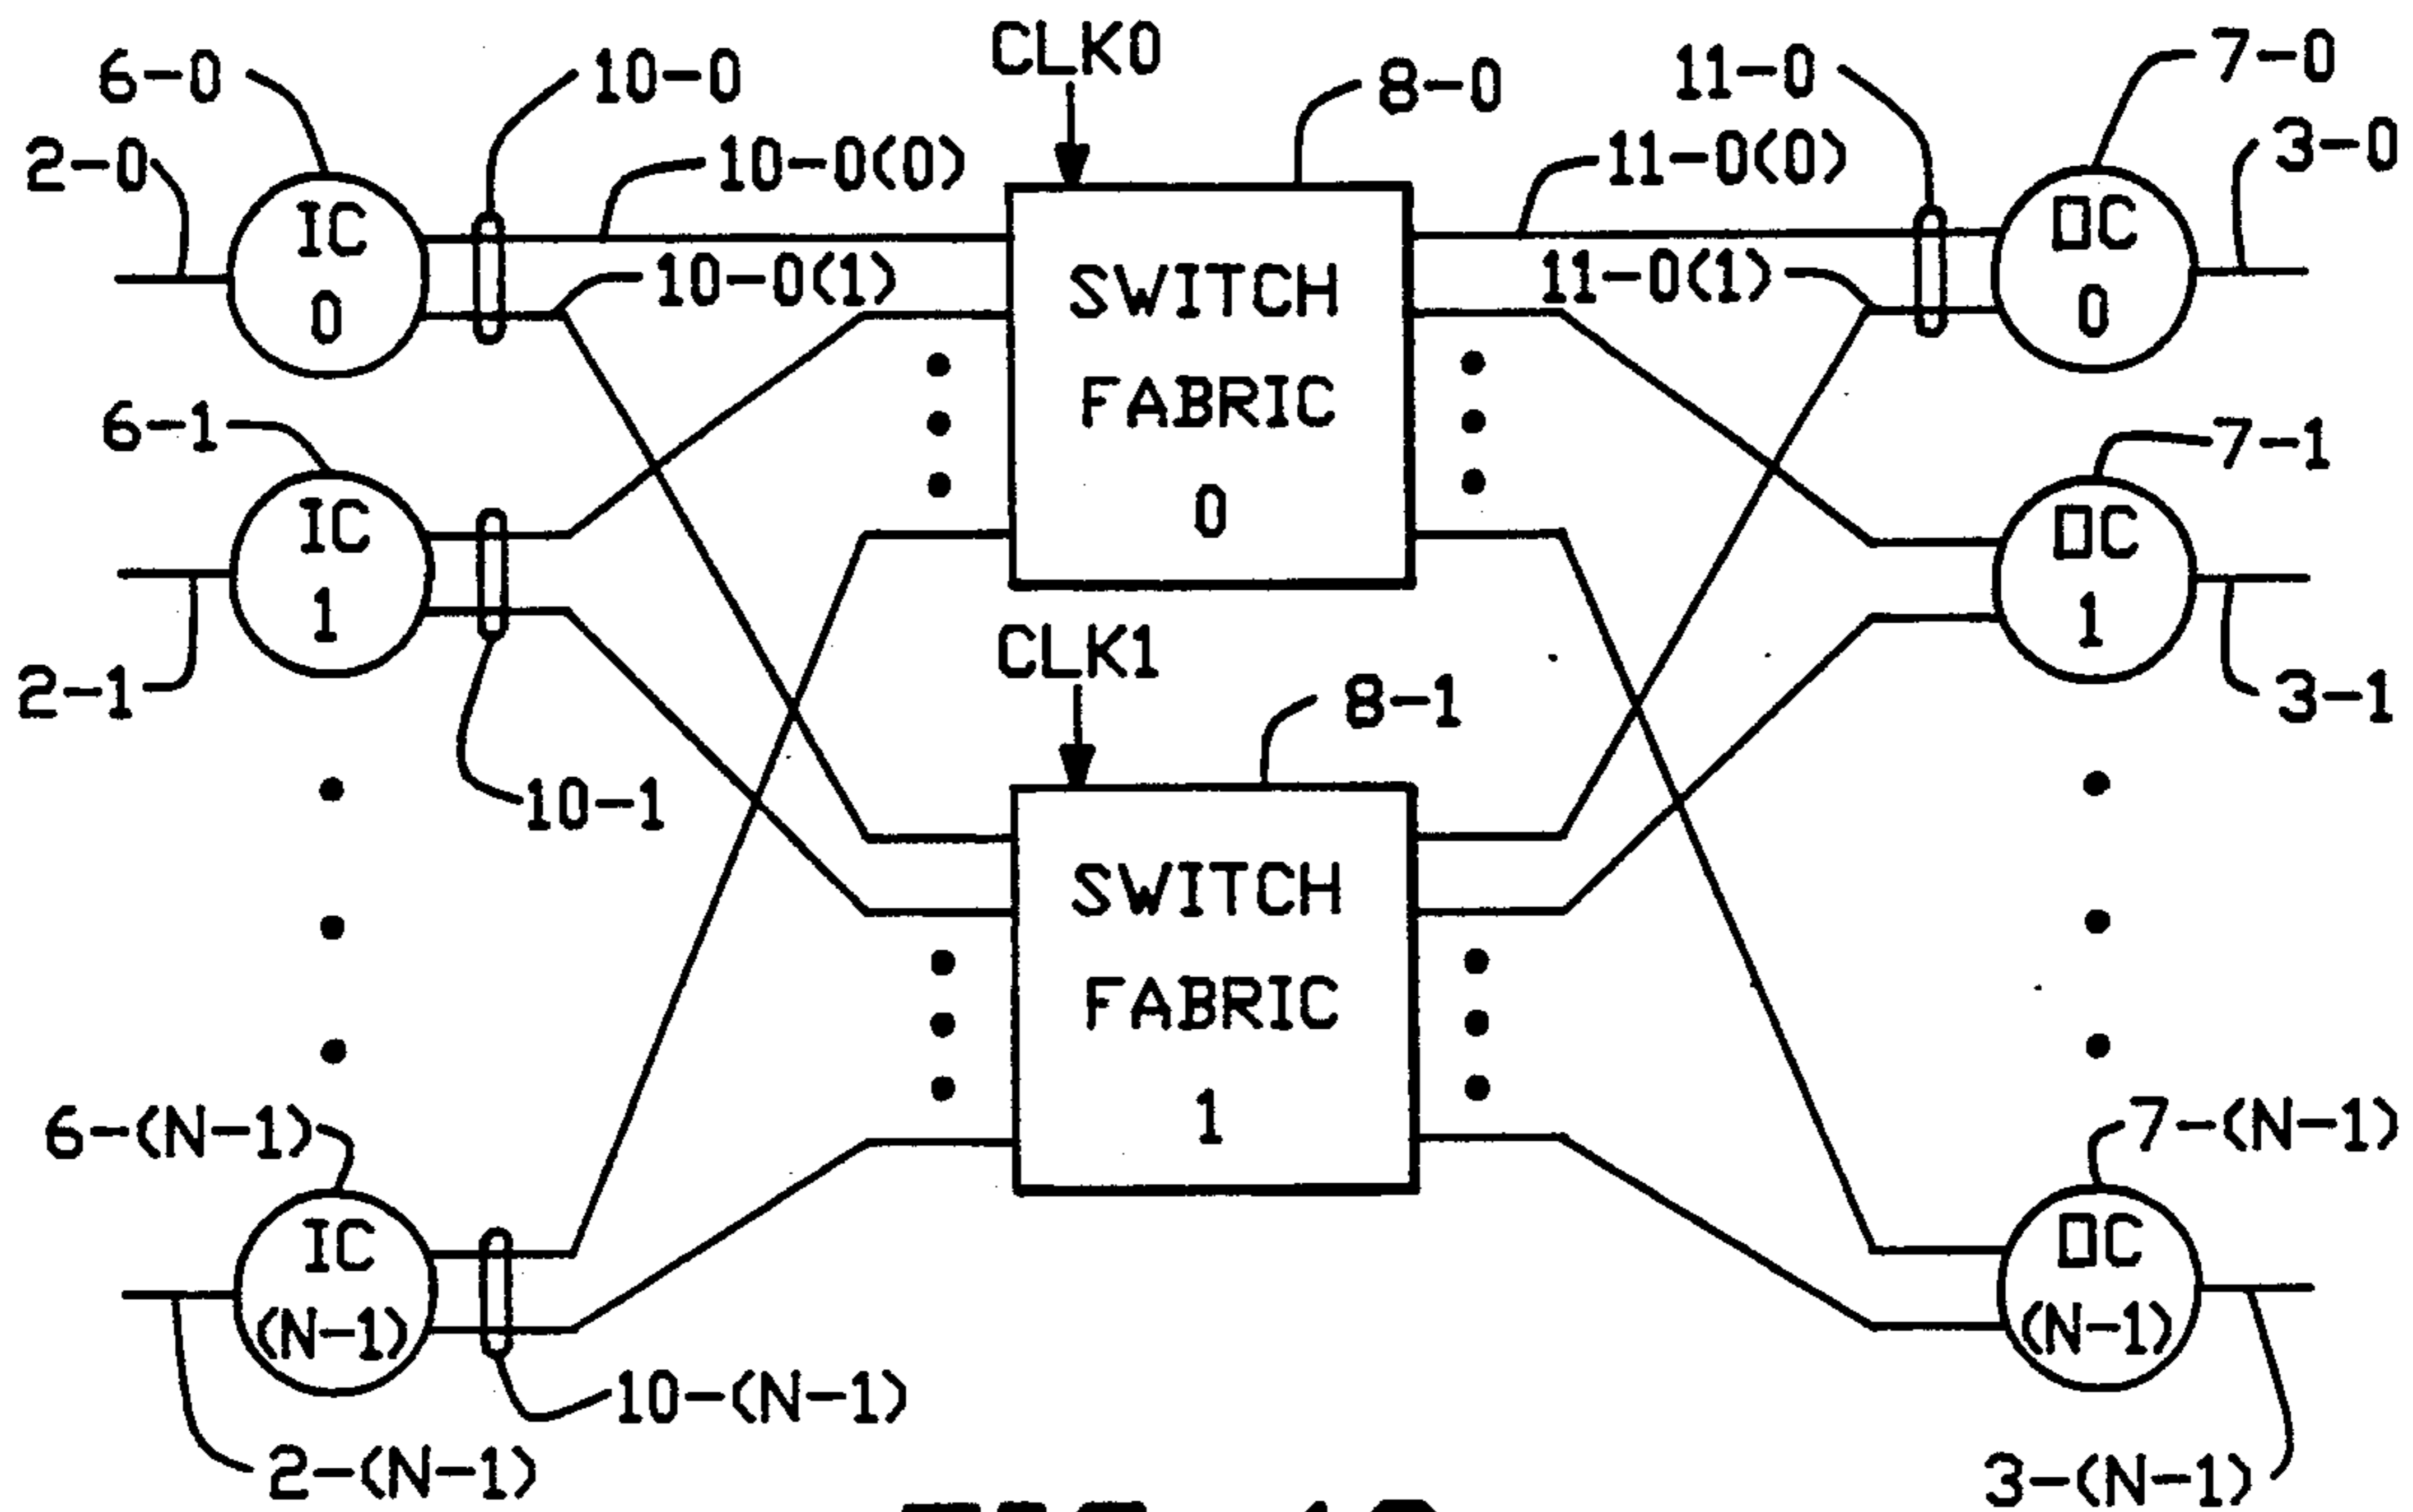 CLK0
6-0
10-0
8-0
11-0
7-0
2-0
10-0(0)
11-0(0)
3-0
IC
0
10-0(1)
SWITCH
FABRIC
0
11-0(1)
OC
0
6-1
7-1
IC
1
OC
1
2-1
CLK1
8-1
3-1
10-1
SWITCH
FABRIC
1
6-(N-1)
7-(N-1)
IC
(N-1)
OC
(N-1)
10-(N-1)
2-(N-1)
3-(N-1)